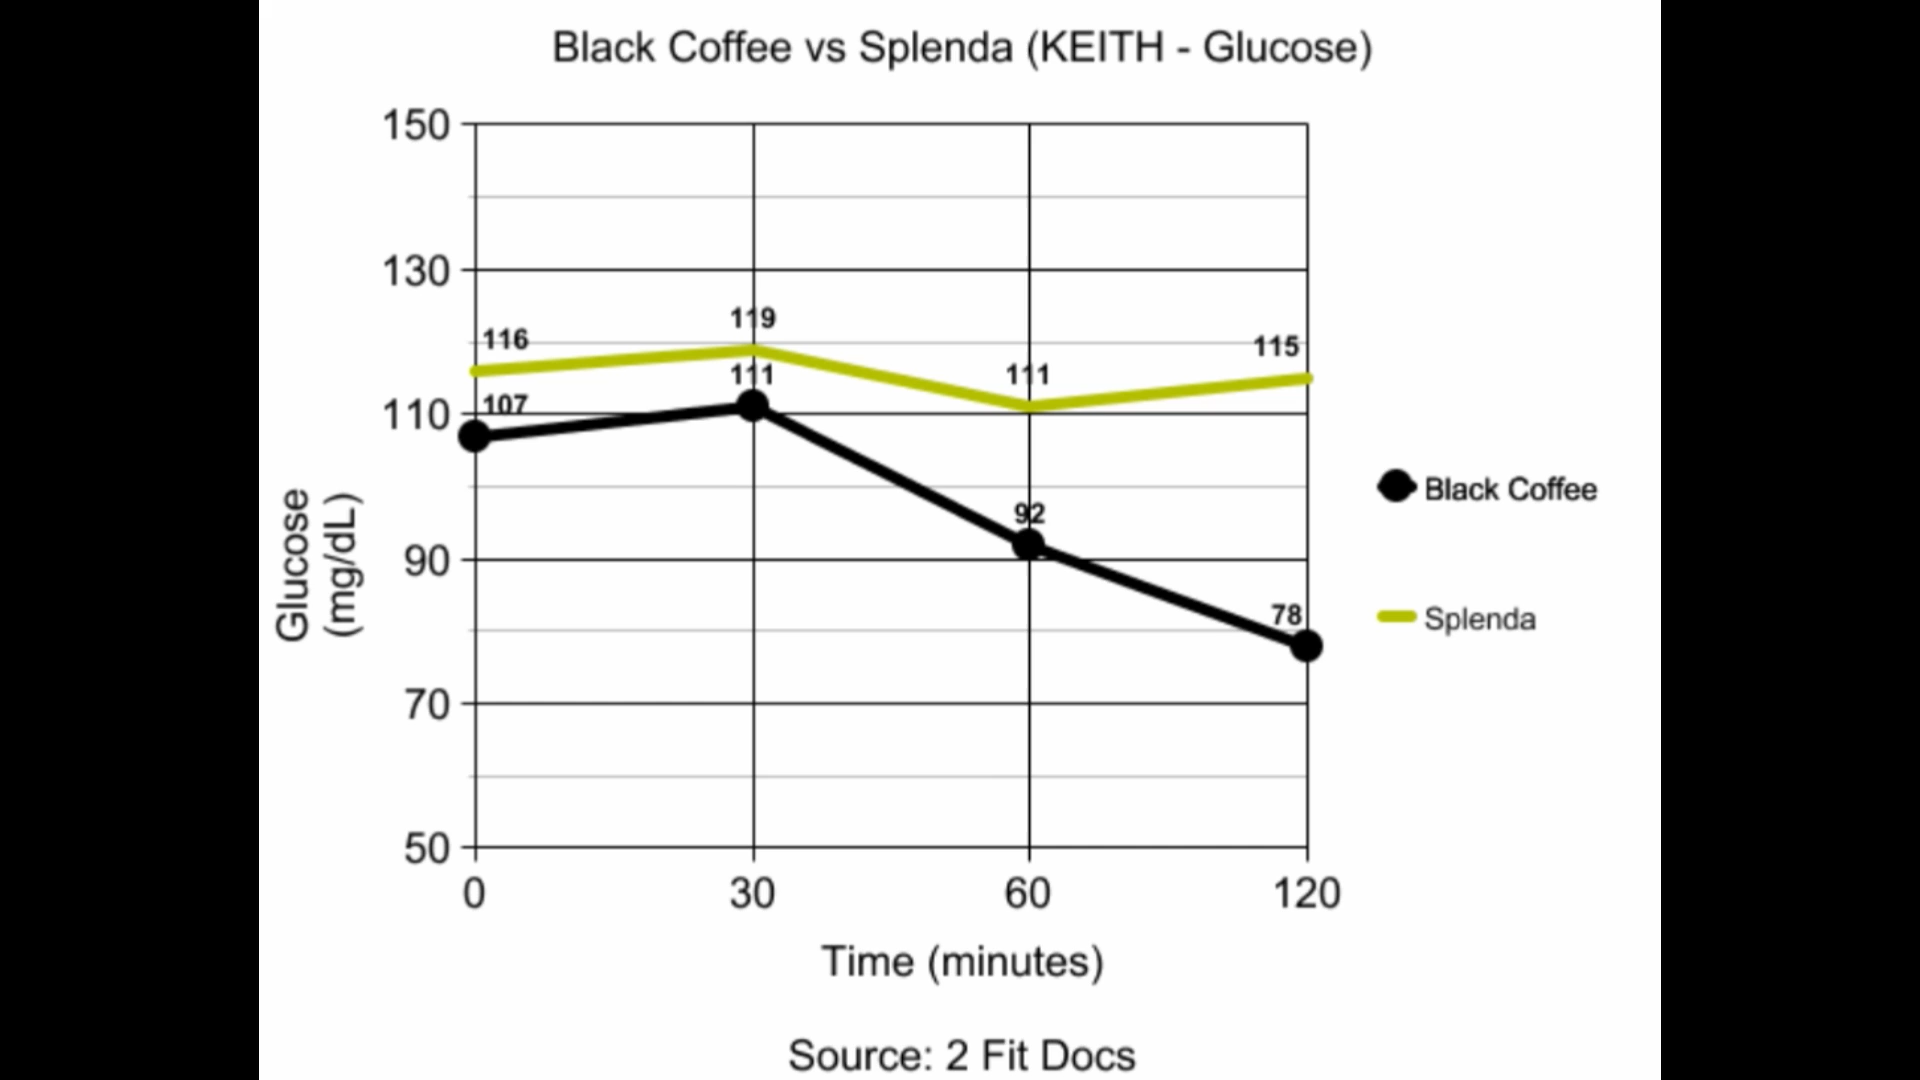 Black Coffee vs Splenda (KEITH - Glucose)
150
130
110
90
70
50
Glucose
(mg/dL)
116
119
111
115
107
111
92
78
Black Coffee
Splenda
0 30 60 120
Time (minutes)
Source: 2 Fit Docs